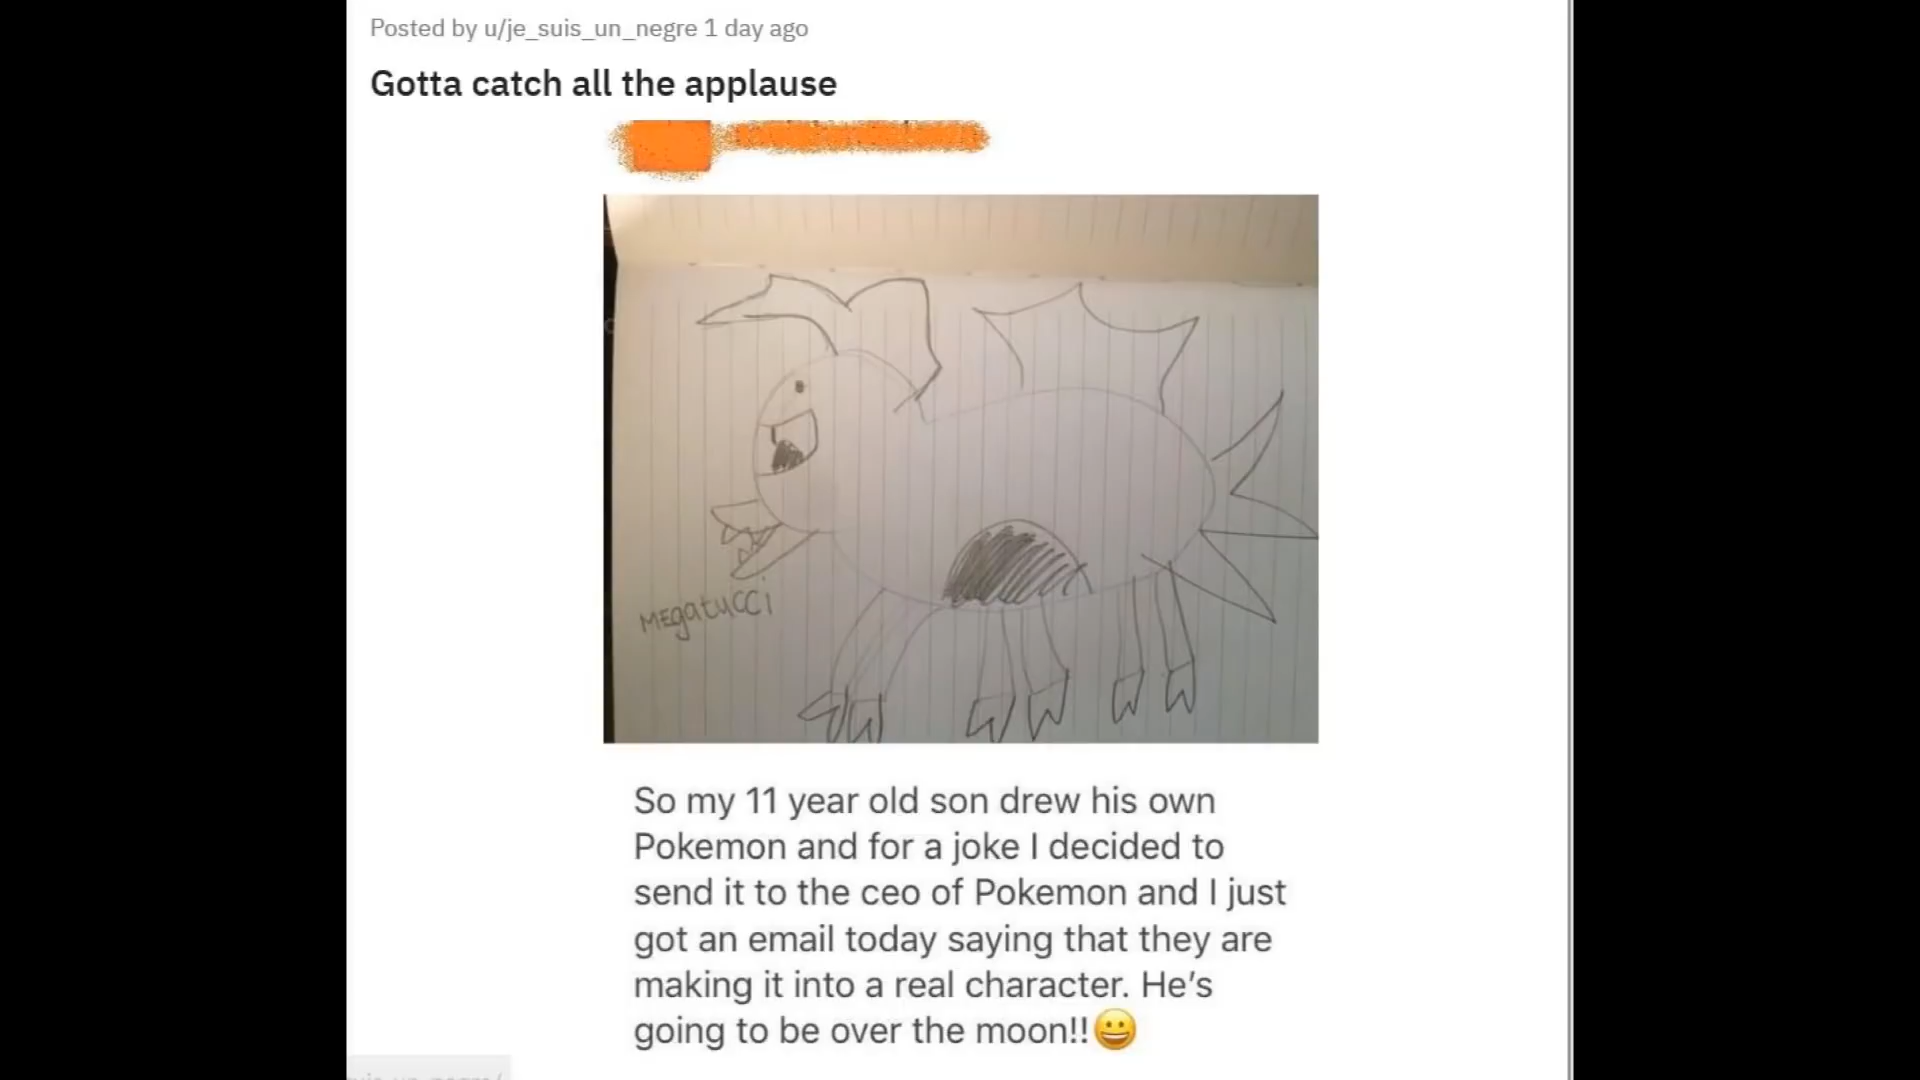 Posted by u/je_suis_un_negre 1 day ago
Gotta catch all the applause
MEgatucci
So my 11 year old son drew his own
Pokemon and for a joke I decided to
send it to the ceo of Pokemon and I just
got an email today saying that they are
making it into a real character. He's
going to be over the moon!!😀